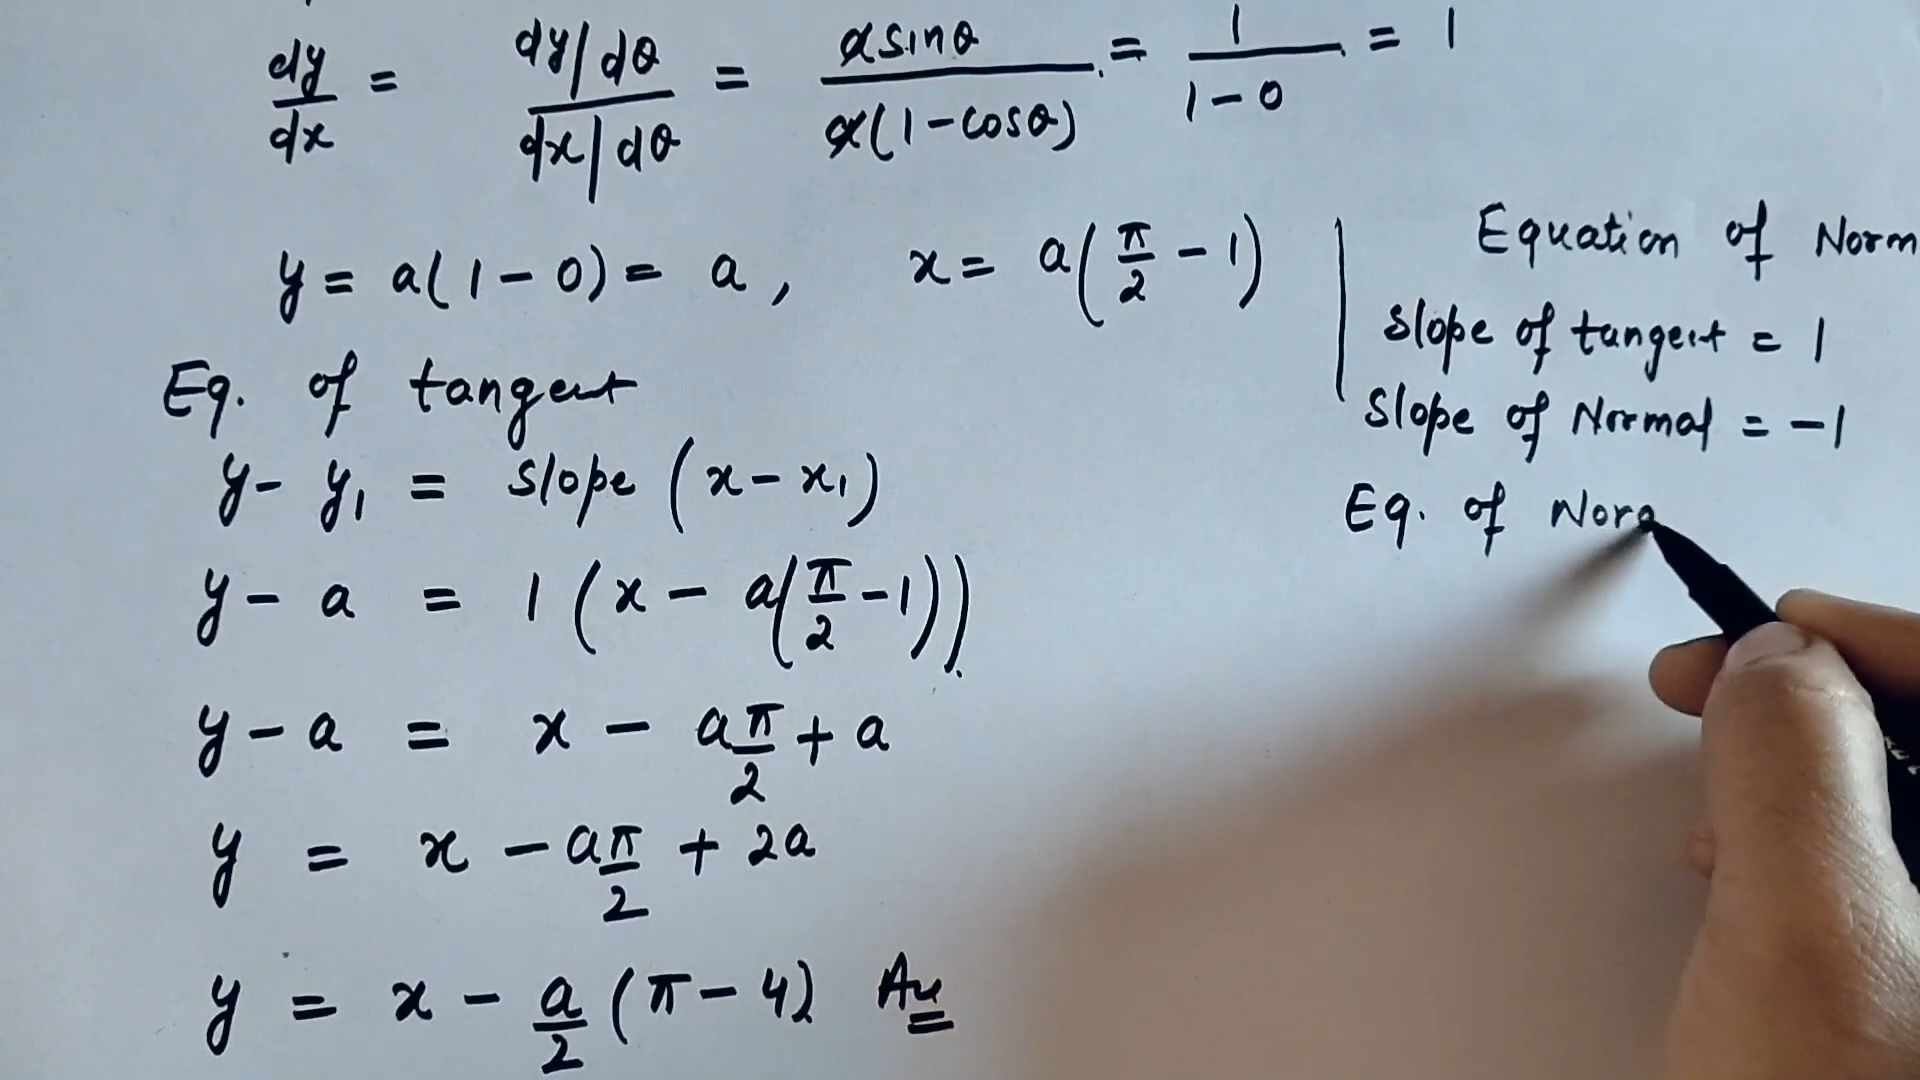 dy/dx = (dy/dθ)/(dx/dθ) = a sinθ/a(1-cosθ) = 1/(1-0) = 1
y = a(1-0) = a, x = a(π/2 - 1)
Eq. of tangent
y - y₁ = slope (x - x₁)
y - a = 1(x - a(π/2 - 1))
y - a = x - aπ/2 + a
y = x - aπ/2 + 2a
y = x - a/2 (π - 4) Ans
Equation of Norm
Slope of tangent = 1
Slope of Normal = -1
Eq. of Nor